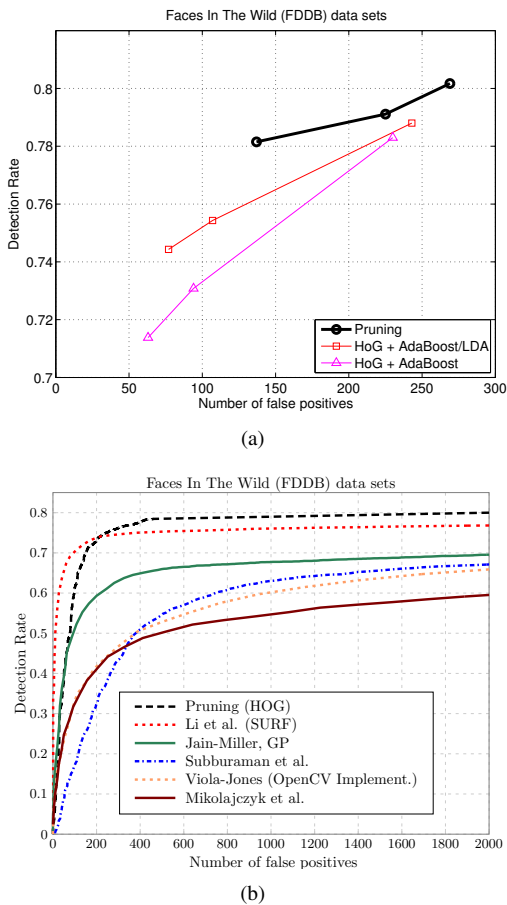 Faces In The Wild (FDDB) data sets
0.8
0.78
0.76
0.74
0.72
0.7
Detection Rate
Pruning
HoG + AdaBoost/LDA
HoG + AdaBoost
0 50 100 150 200 250 300
Number of false positives
(a)
Faces In The Wild (FDDB) data sets
0.8
0.7
0.6
0.5
0.4
0.3
0.2
0.1
0
Detection Rate
Pruning (HOG)
Li et al. (SURF)
Jain-Miller, GP
Subburaman et al.
Viola-Jones (OpenCV Implement.)
Mikolajczyk et al.
0 200 400 600 800 1000 1200 1400 1600 1800 2000
Number of false positives
(b)